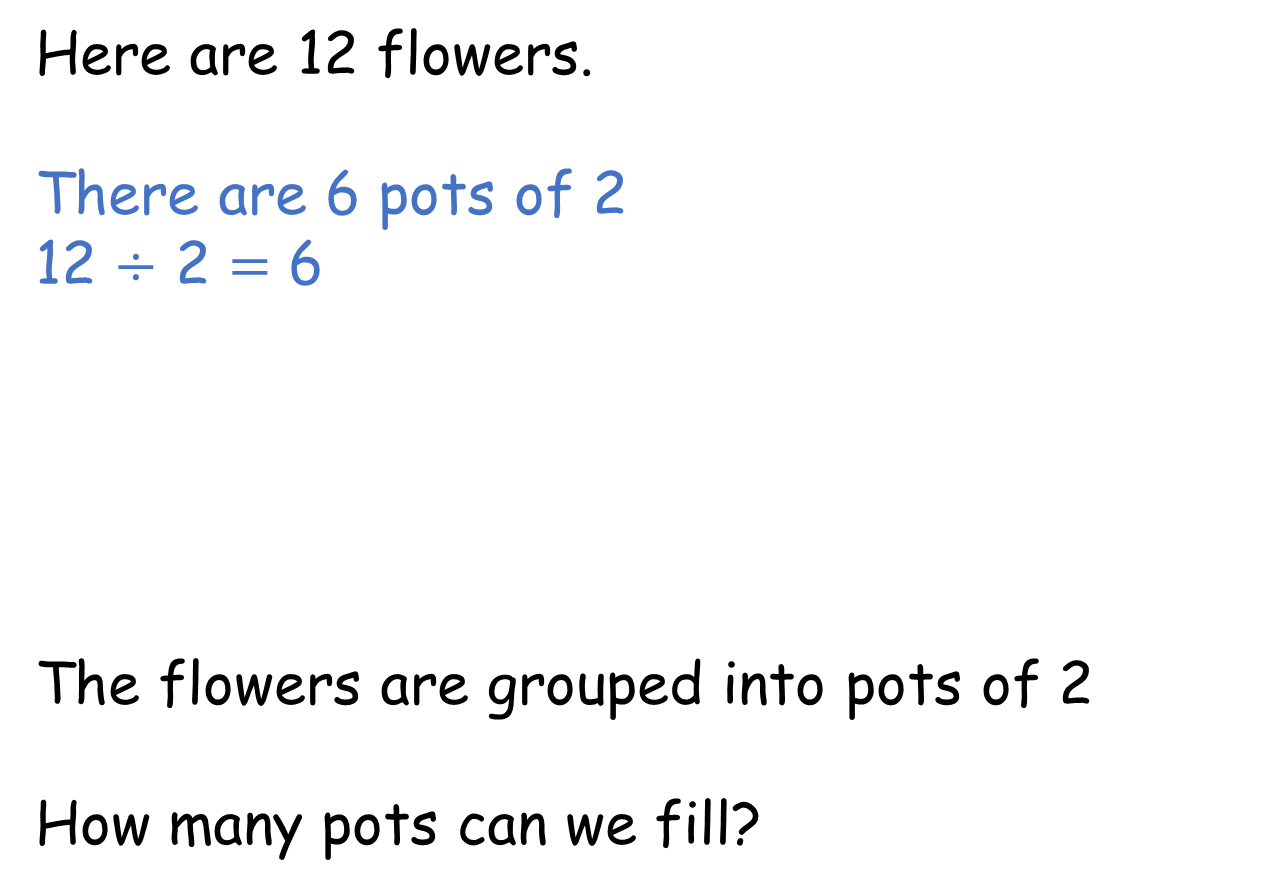 Here are 12 flowers.
There are 6 pots of 2
12 ÷ 2 = 6
The flowers are grouped into pots of 2
How many pots can we fill?